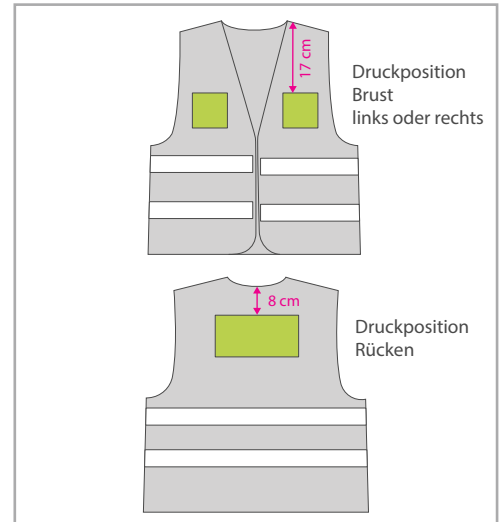 17 cm
Druckposition
Brust
links oder rechts
8 cm
Druckposition
Rücken